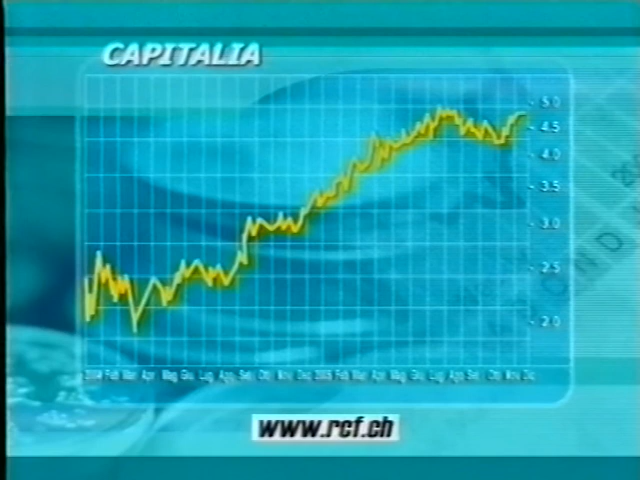 CAPITALIA
5.0
4.5
4.0
3.5
3.0
2.5
2.0
Feb Mar Apr Mag Giu Lug Ago Set Ott Nov Dic 2005 Feb Mar Apr Mag Giu Lug Ago Set Ott Nov Dic
www.rcf.ch